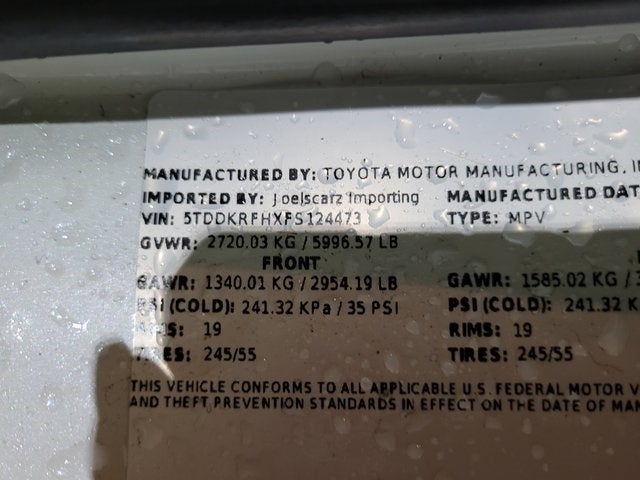 MANUFACTURED BY: TOYOTA MOTOR MANUFACTURING,
IMPORTED BY: Joelscarz Importing MANUFACTURED DAT
VIN: 5TDDKRFHXFS124473 TYPE: MPV
GVWR: 2720.03 KG / 5996.57 LB
FRONT
GAWR: 1340.01 KG / 2954.19 LB GAWR: 1585.02 KG /
PSI (COLD): 241.32 KPa / 35 PSI PSI (COLD): 241.32 K
RIMS: 19 RIMS: 19
TIRES: 245/55 TIRES: 245/55
THIS VEHICLE CONFORMS TO ALL APPLICABLE U.S. FEDERAL MOTOR V
AND THEFT PREVENTION STANDARDS IN EFFECT ON THE DATE OF MAN